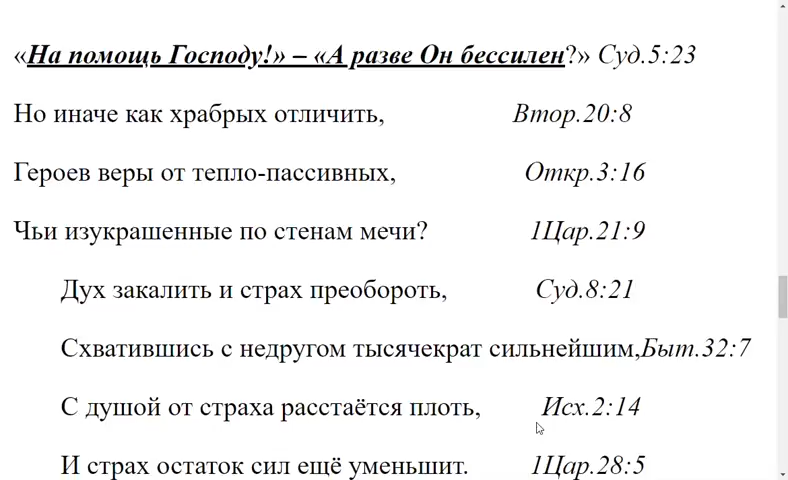 «На помощь Господу!» – «А разве Он бессилен?» Суд.5:23
Но иначе как храбрых отличить, Втор.20:8
Героев веры от тепло-пассивных, Откр.3:16
Чьи изукрашенные по стенам мечи? 1Цар.21:9
Дух закалить и страх преобороть, Суд.8:21
Схватившись с недругом тысячекрат сильнейшим,Быт.32:7
С душой от страха расстаётся плоть, Исх.2:14
И страх остаток сил ещё уменьшит. 1Цар.28:5